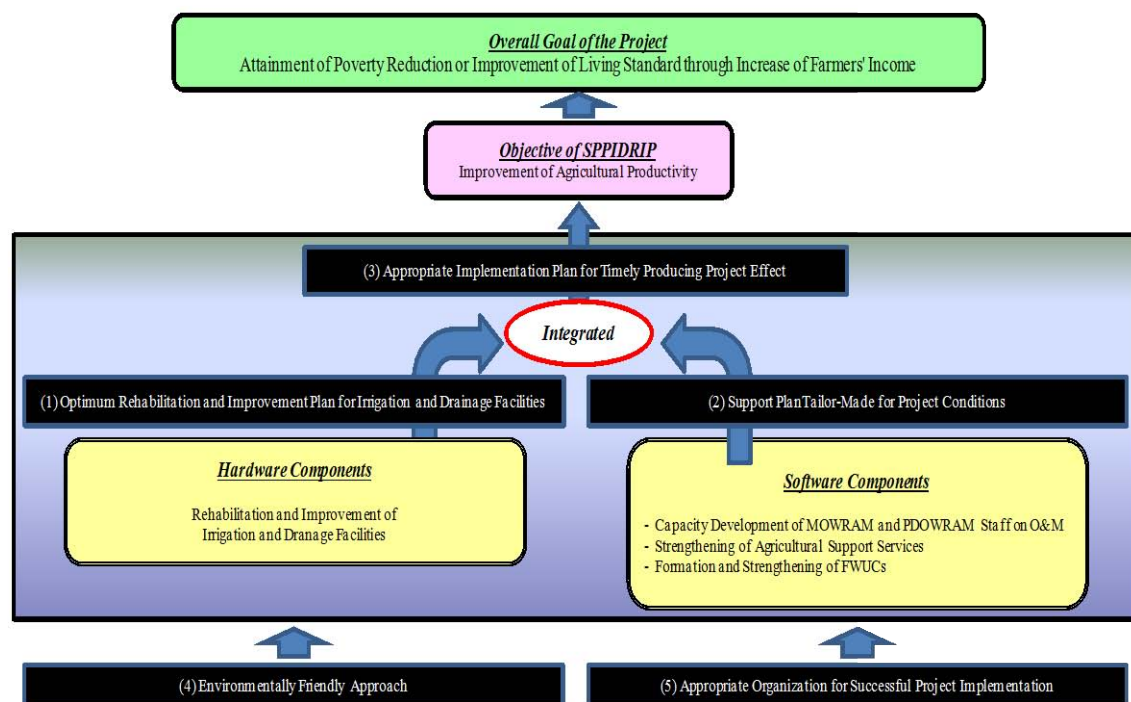 Overall Goal of the Project
Attainment of Poverty Reduction or Improvement of Living Standard through Increase of Farmers' Income
Objective of SPPIDRIP
Improvement of Agricultural Productivity
(3) Appropriate Implementation Plan for Timely Producing Project Effect
Integrated
(1) Optimum Rehabilitation and Improvement Plan for Irrigation and Drainage Facilities
(2) Support PlanTailor-Made for Project Conditions
Hardware Components
Rehabilitation and Improvement of
Irrigation and Dranage Facilities
Software Components
- Capacity Development of MOWRAM and PDOWRAM Staff on O&M
- Strengthening of Agricultural Support Services
- Formation and Strengthening of FWUCs
(4) Environmentally Friendly Approach
(5) Appropriate Organization for Successful Project Implementation